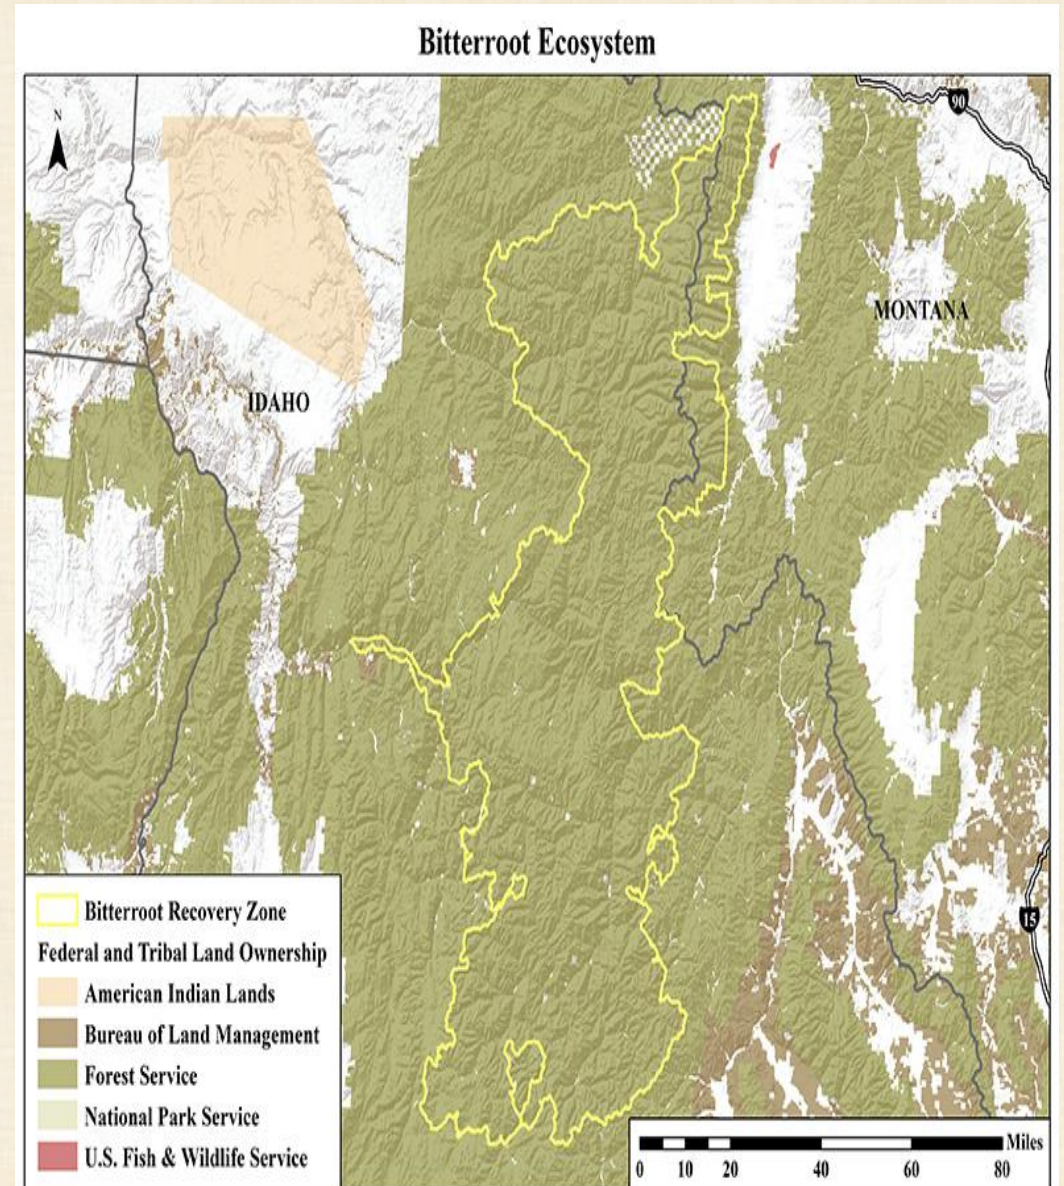 Bitterroot Ecosystem
N
90
MONTANA
IDAHO
15
Bitterroot Recovery Zone
Federal and Tribal Land Ownership
American Indian Lands
Bureau of Land Management
Forest Service
National Park Service
U.S. Fish & Wildlife Service
Miles
0 10 20 40 60 80